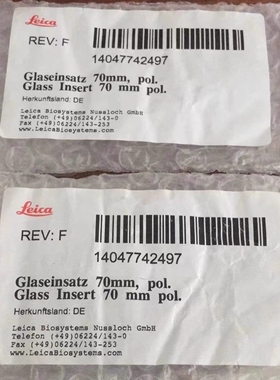 Leica
REV: F
14047742497
Glaseinsatz 70mm, pol.
Glass Insert 70 mm pol.
Herkunftsland: DE
Leica Biosystems Nussloch GmbH
Telefon (+49)06224/143-0
Fax (+49)06224/143-253
www.LeicaBiosystems.com
Leica
REV: F
14047742497
Glaseinsatz 70mm, pol.
Glass Insert 70 mm pol.
Herkunftsland: DE
Leica Biosystems Nussloch GmbH
Telefon (+49)06224/143-0
Fax (+49)06224/143-253
www.LeicaBiosystems.com